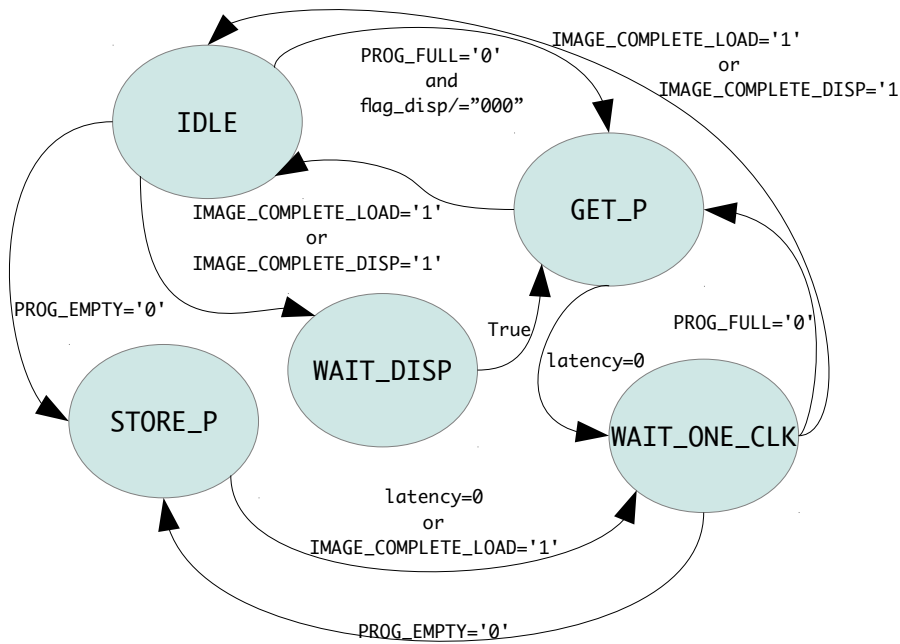 IMAGE_COMPLETE_LOAD='1'
or
IMAGE_COMPLETE_DISP='1
PROG_FULL='0'
and
flag_disp/=”000”
IDLE
GET_P
IMAGE_COMPLETE_LOAD='1'
or
IMAGE_COMPLETE_DISP='1'
PROG_EMPTY='0'
True
PROG_FULL='0'
latency=0
WAIT_DISP
STORE_P
WAIT_ONE_CLK
latency=0
or
IMAGE_COMPLETE_LOAD='1'
PROG_EMPTY='0'